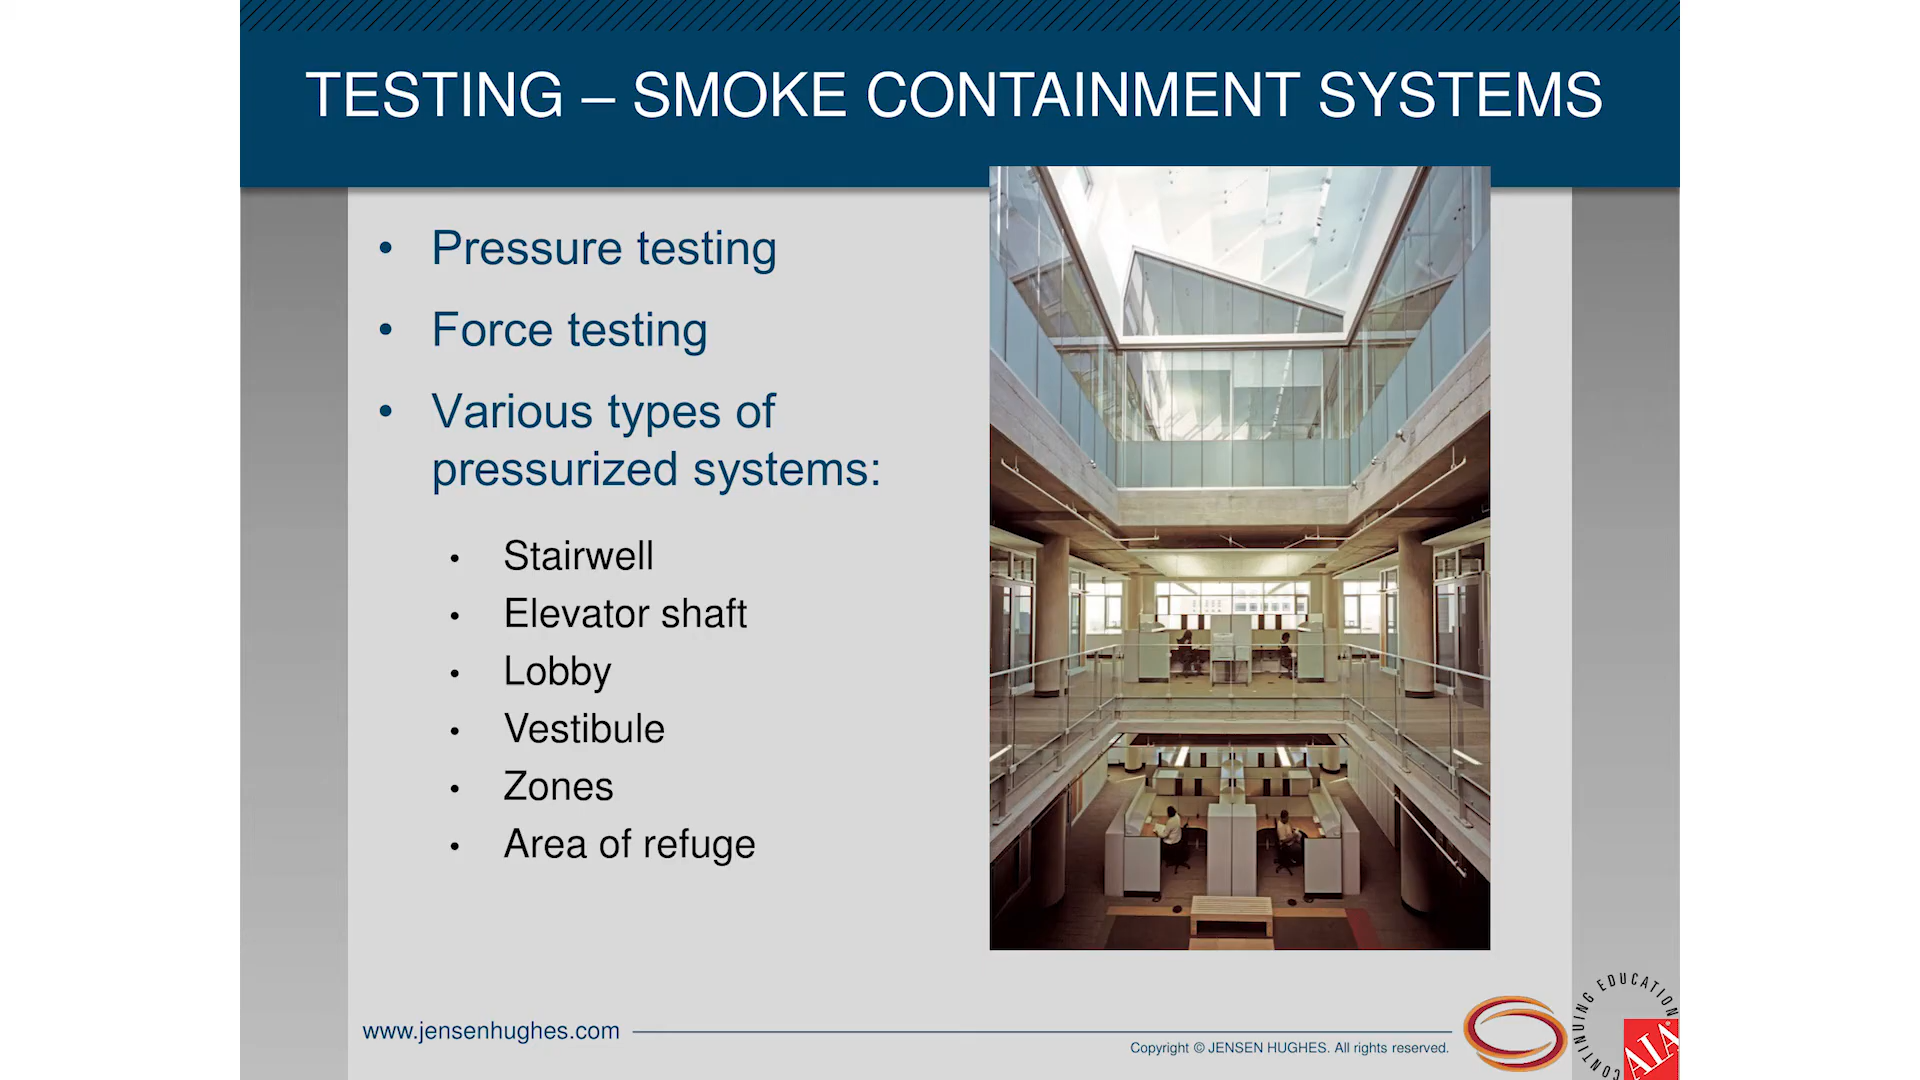 TESTING – SMOKE CONTAINMENT SYSTEMS
• Pressure testing
• Force testing
• Various types of
pressurized systems:
• Stairwell
• Elevator shaft
• Lobby
• Vestibule
• Zones
• Area of refuge
www.jensenhughes.com
Copyright © JENSEN HUGHES. All rights reserved.
CONTINUING EDUCATION
AIA